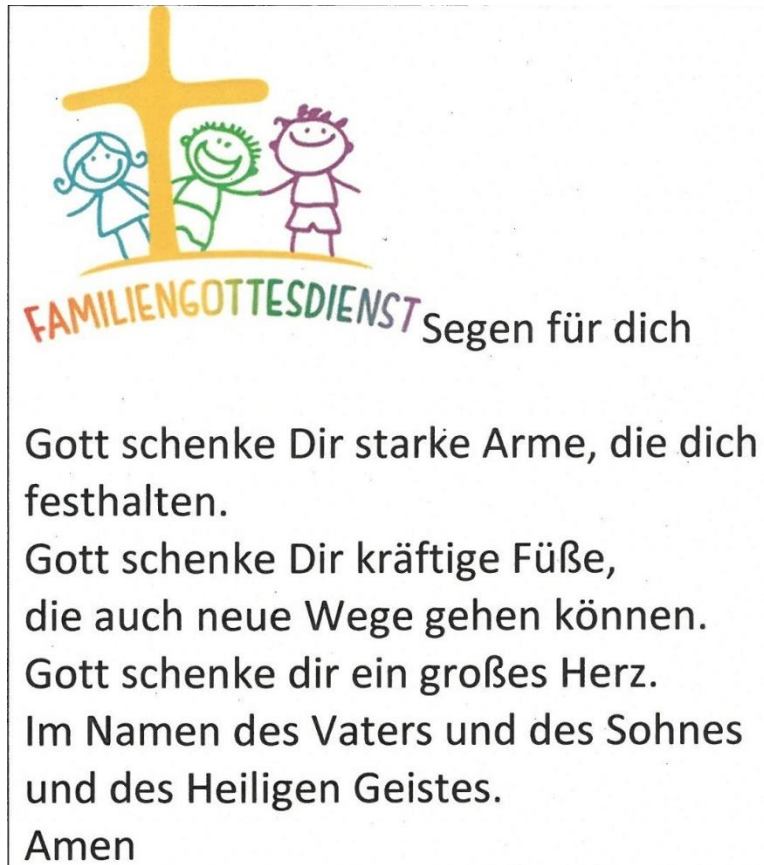 FAMILIENGOTTESDIENST Segen für dich
Gott schenke Dir starke Arme, die dich
festhalten.
Gott schenke Dir kräftige Füße,
die auch neue Wege gehen können.
Gott schenke dir ein großes Herz.
Im Namen des Vaters und des Sohnes
und des Heiligen Geistes.
Amen